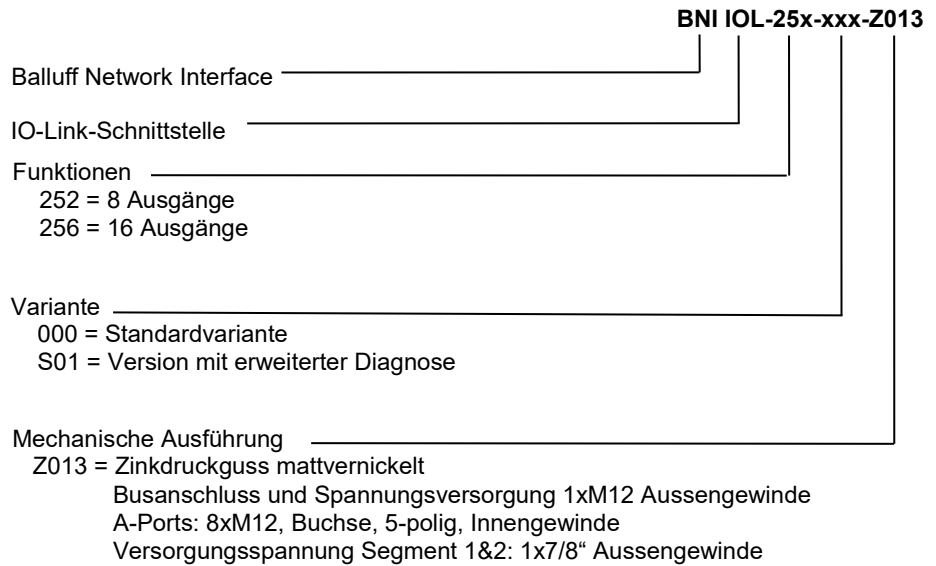 BNI IOL-25x-xxx-Z013
Balluff Network Interface
IO-Link-Schnittstelle
Funktionen
252 = 8 Ausgänge
256 = 16 Ausgänge
Variante
000 = Standardvariante
S01 = Version mit erweiterter Diagnose
Mechanische Ausführung
Z013 = Zinkdruckguss mattvernickelt
Busanschluss und Spannungsversorgung 1xM12 Aussengewinde
A-Ports: 8xM12, Buchse, 5-polig, Innengewinde
Versorgungsspannung Segment 1&2: 1x7/8“ Aussengewinde